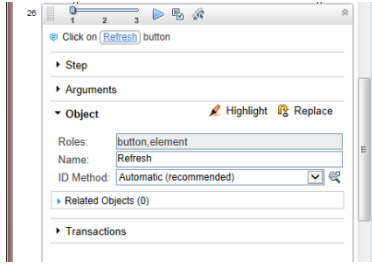 26
1 2 3
Click on Refresh button
Step
Arguments
Object Highlight Replace
Roles: button,element
Name: Refresh
ID Method: Automatic (recommended)
Related Objects (0)
Transactions